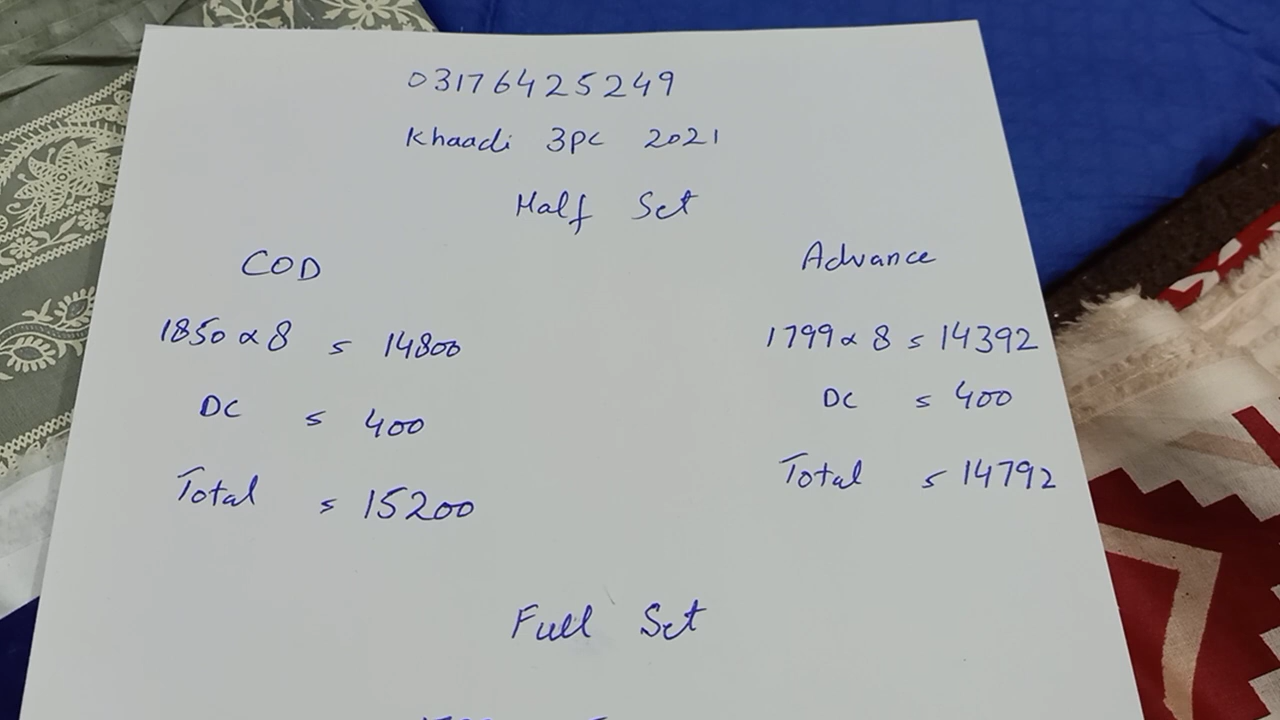 03176425249
Khaadi 3pc 2021
Half Set
COD
1850 x 8 = 14800
DC = 400
Total = 15200
Advance
1799 x 8 = 14392
DC = 400
Total = 14792
Full Set